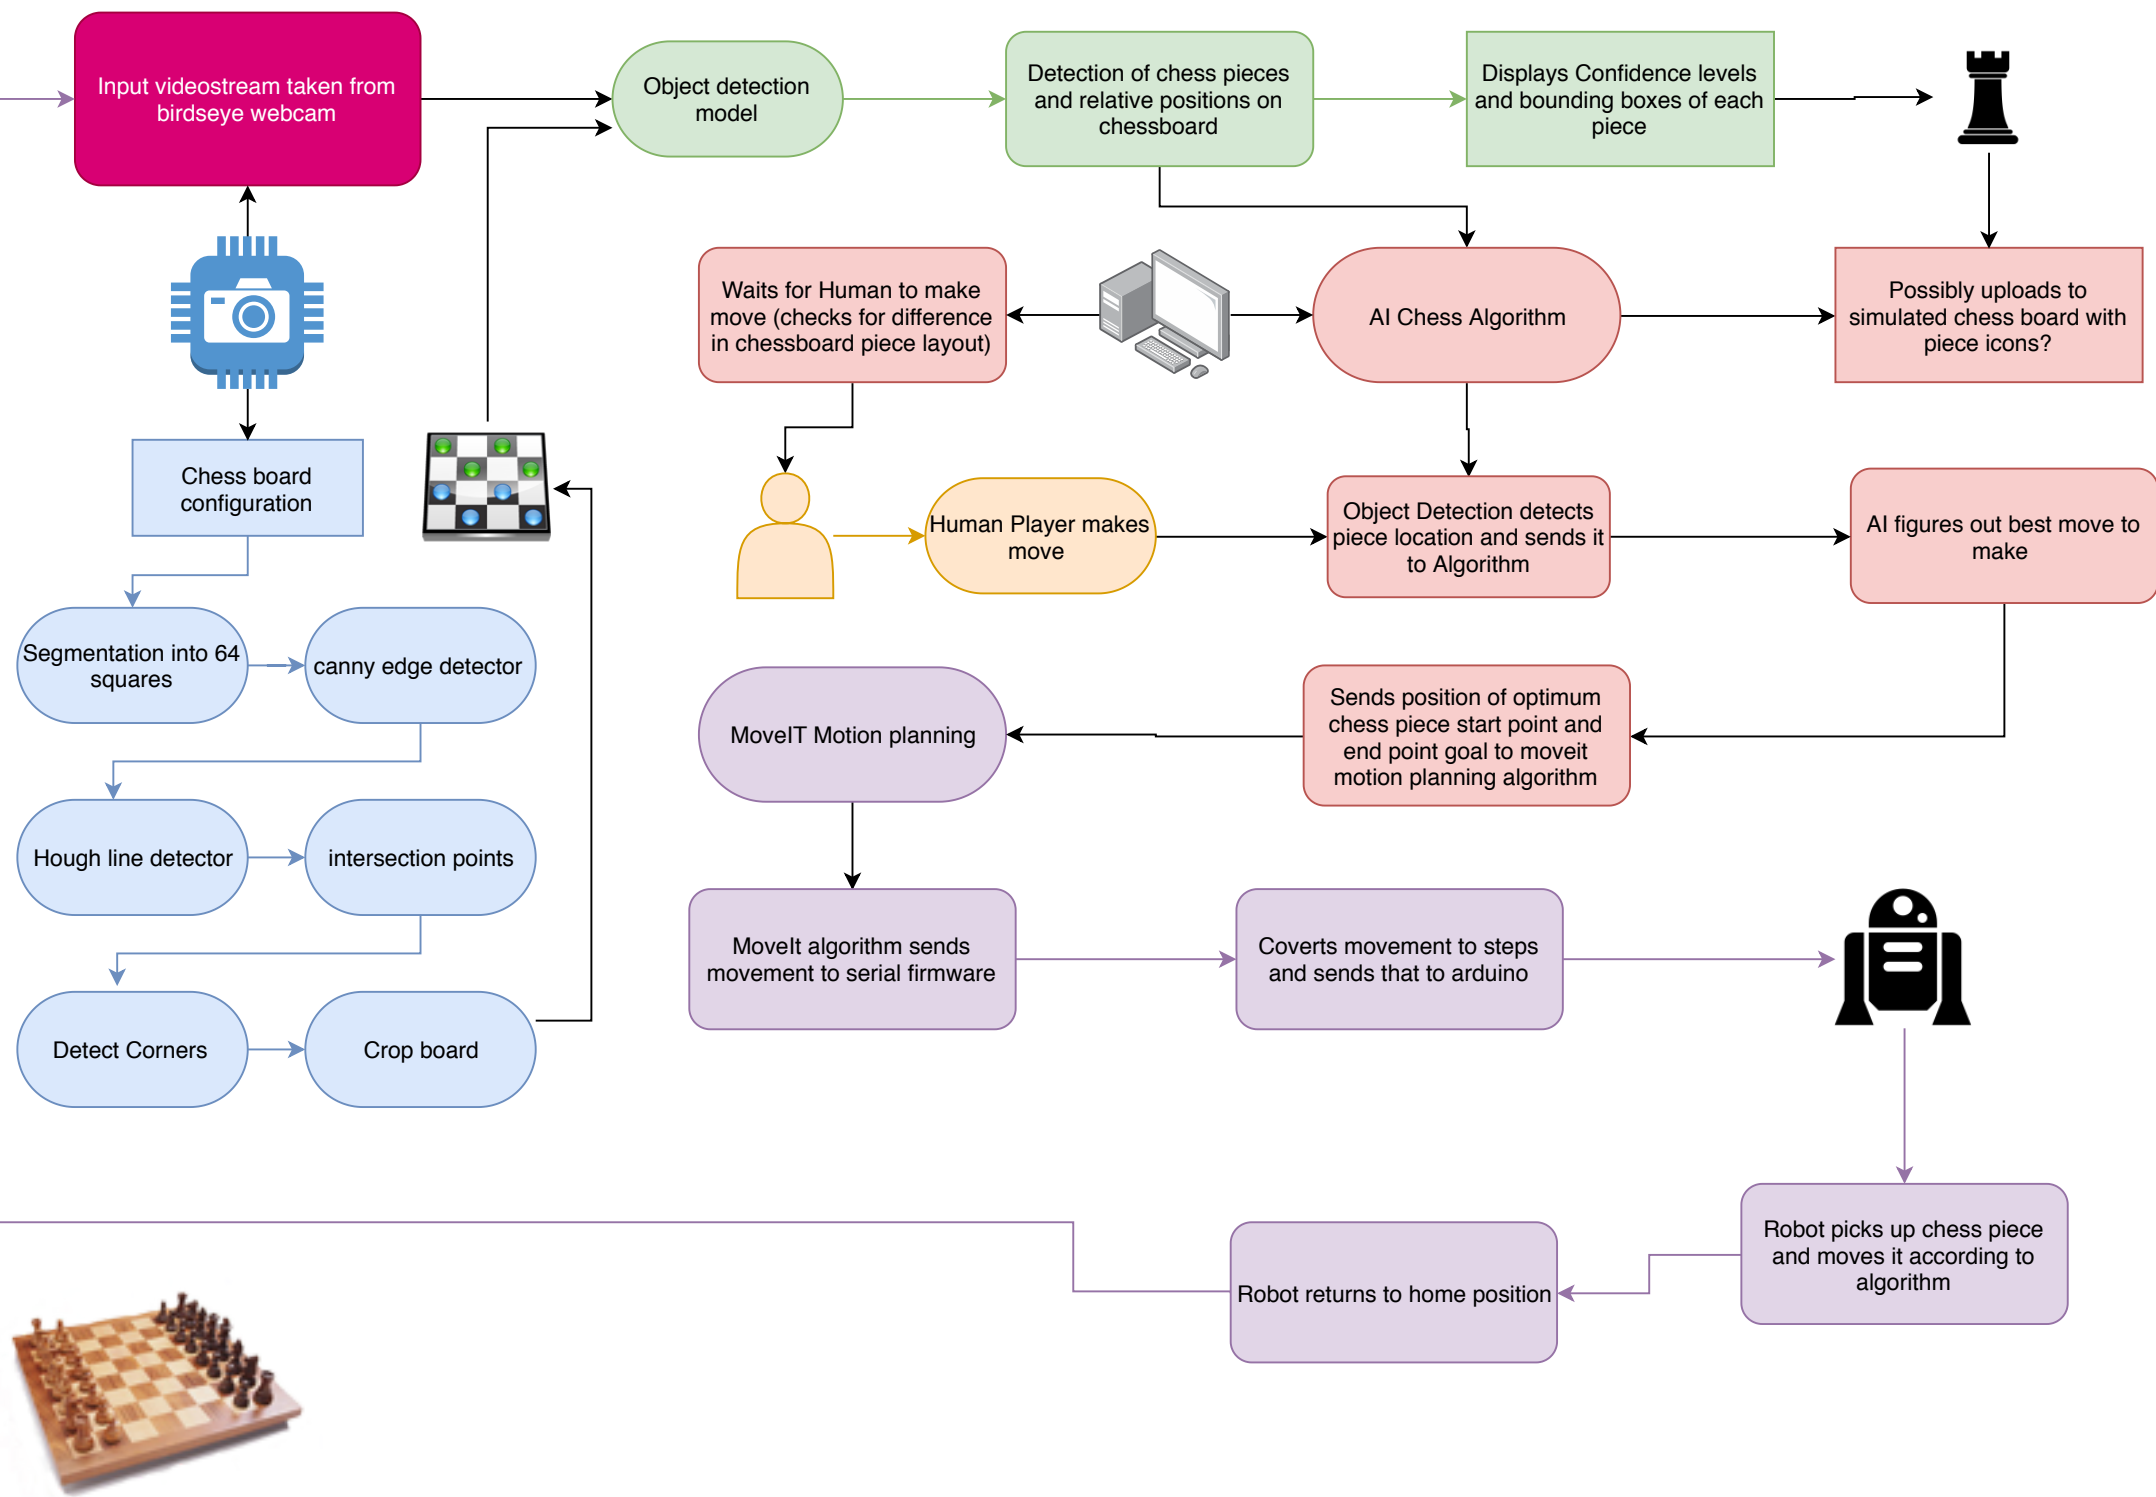 Input videostream taken from
birdseye webcam
Object detection
model
Detection of chess pieces
and relative positions on
chessboard
Displays Confidence levels
and bounding boxes of each
piece
Waits for Human to make
move (checks for difference
in chessboard piece layout)
AI Chess Algorithm
Possibly uploads to
simulated chess board with
piece icons?
Chess board
configuration
Human Player makes
move
Object Detection detects
piece location and sends it
to Algorithm
AI figures out best move to
make
Segmentation into 64
squares
canny edge detector
MoveIT Motion planning
Sends position of optimum
chess piece start point and
end point goal to moveit
motion planning algorithm
Hough line detector
intersection points
MoveIt algorithm sends
movement to serial firmware
Coverts movement to steps
and sends that to arduino
Detect Corners
Crop board
Robot picks up chess piece
and moves it according to
algorithm
Robot returns to home position